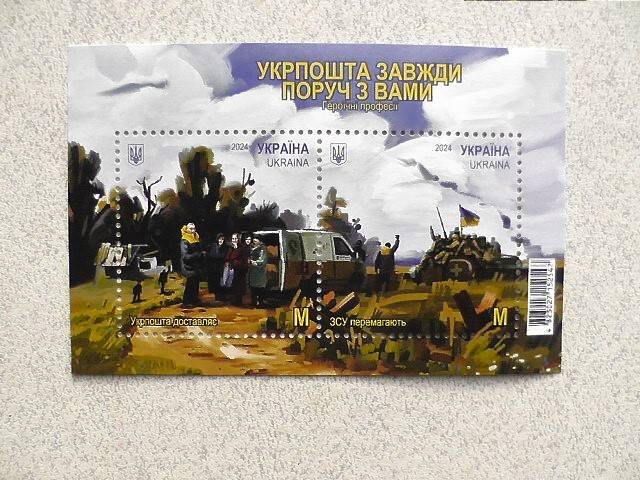 УКРПОШТА ЗАВЖДИ
ПОРУЧ З ВАМИ
Героїчні професії
2024 УКРАЇНА
UKRAINA
2024 УКРАЇНА
UKRAINA
Укрпошта доставляє М
ЗСУ перемагають М